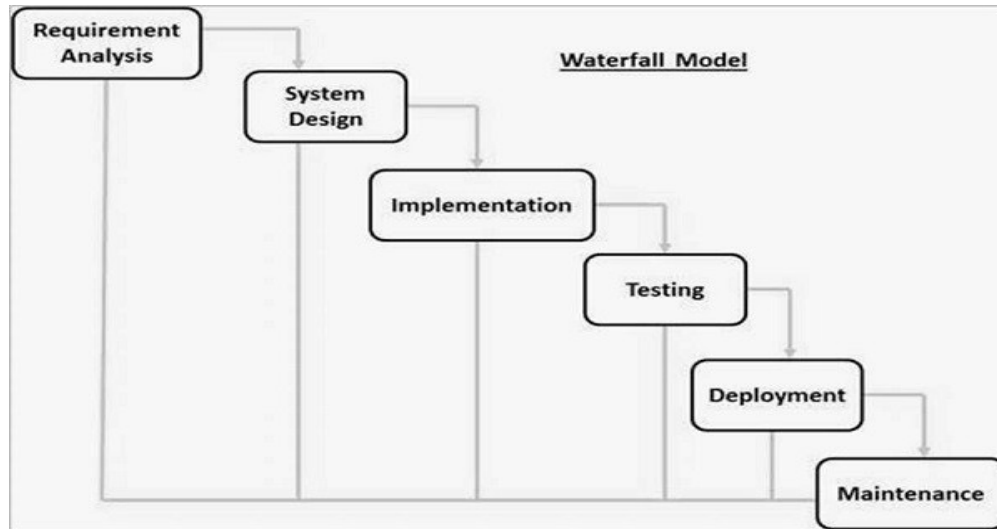 Requirement
Analysis
Waterfall Model
System
Design
Implementation
Testing
Deployment
Maintenance